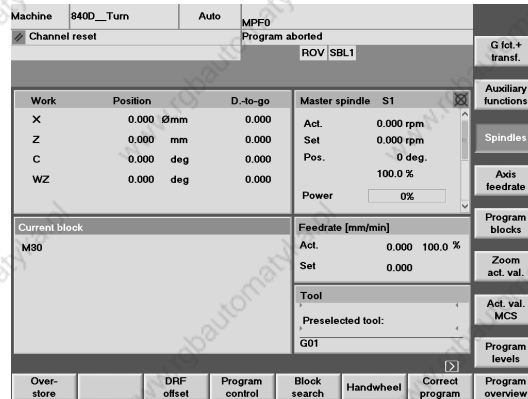 Machine 840D__Turn Auto MPF0
Channel reset Program aborted
ROV SBL1
Work Position D.-to-go
X 0.000 Ømm 0.000
Z 0.000 mm 0.000
C 0.000 deg 0.000
WZ 0.000 deg 0.000
Master spindle S1
Act. 0.000 rpm
Set 0.000 rpm
Pos. 0 deg.
100.0 %
Power 0%
Current block
M30
Feedrate [mm/min]
Act. 0.000 100.0 %
Set 0.000
Tool
Preselected tool:
G01
G fct.+
transf.
Auxiliary
functions
Spindles
Axis
feedrate
Program
blocks
Zoom
act. val.
Act. val.
MCS
Program
levels
Program
overview
Over-
store
DRF
offset
Program
control
Block
search
Handwheel
Correct
program